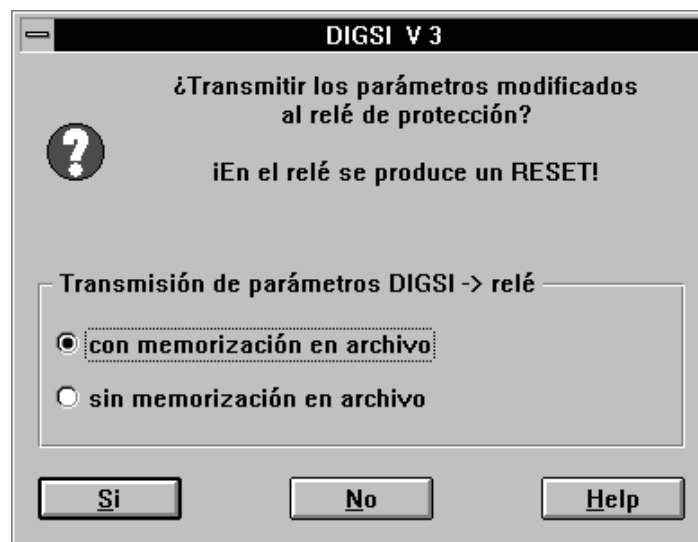 DIGSI V 3
¿Transmitir los parámetros modificados
al relé de protección?
¡En el relé se produce un RESET!
Transmisión de parámetros DIGSI -> relé
con memorización en archivo
sin memorización en archivo
Si
No
Help